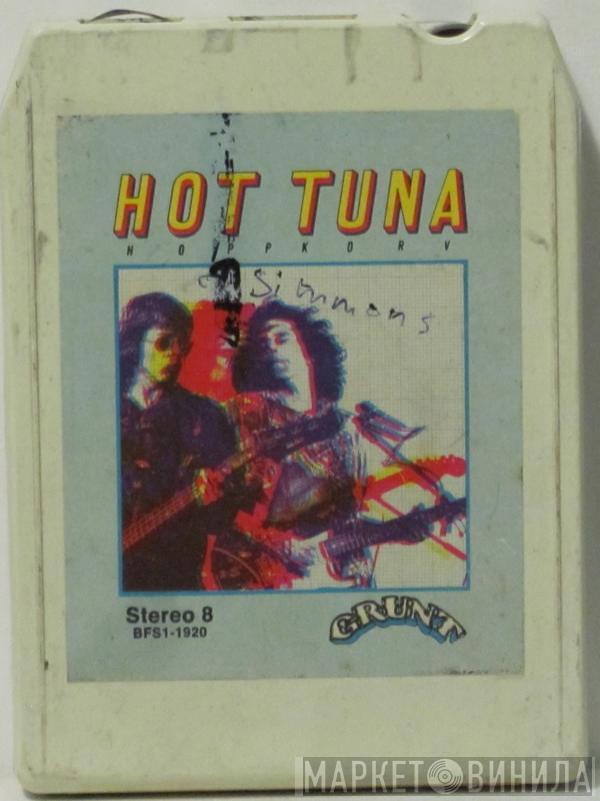 HOT TUNA
HOPPKORV
Simmons
Stereo 8
BFS1-1920
GRUNT
МАРКЕТ ВИНИЛА